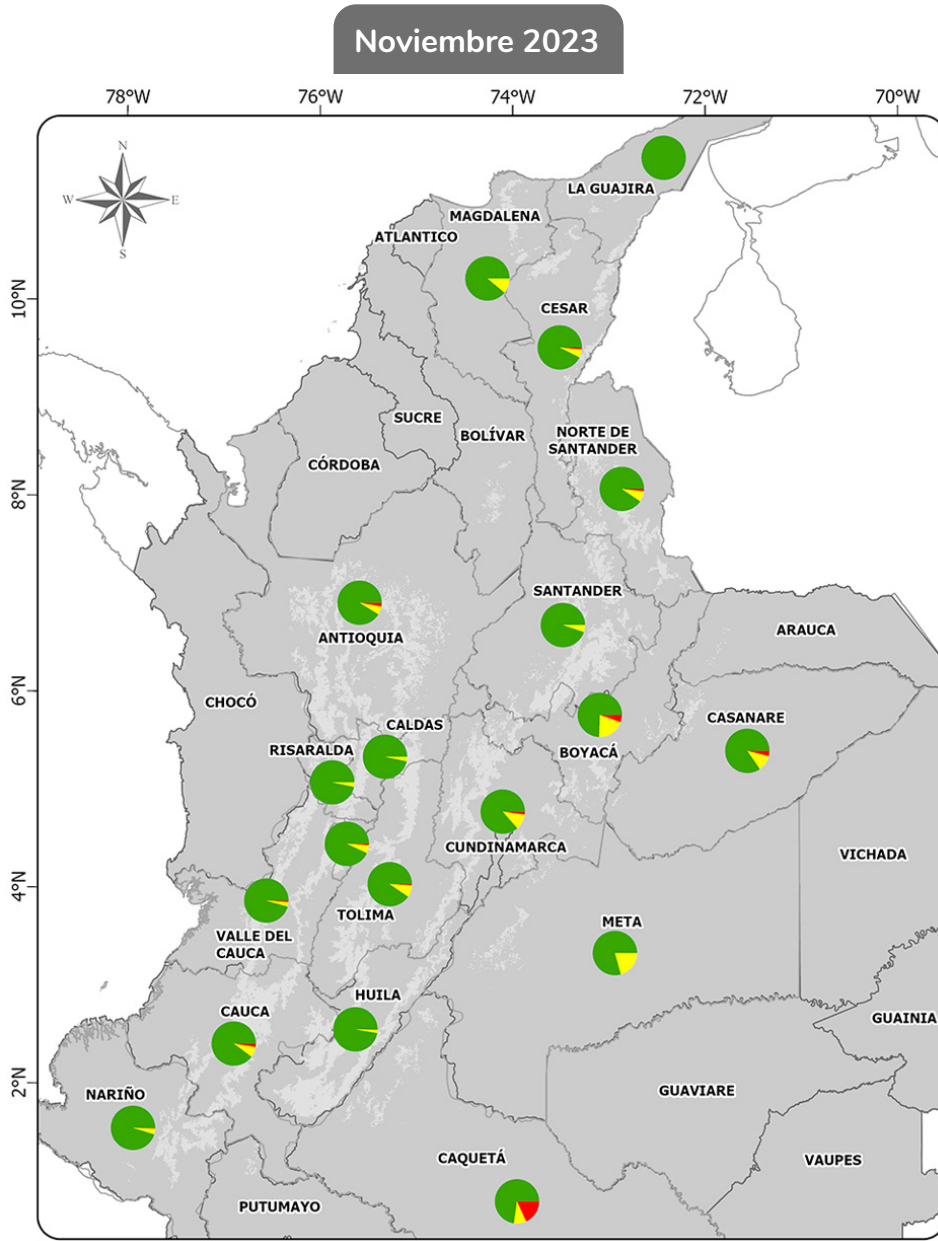 Noviembre 2023
78°W
76°W
74°W
72°W
70°W
N
W
E
S
LA GUAJIRA
MAGDALENA
ATLANTICO
10°N
CESAR
SUCRE
BOLÍVAR
NORTE DE
SANTANDER
CÓRDOBA
8°N
SANTANDER
ANTIOQUIA
ARAUCA
6°N
CHOCÓ
CALDAS
CASANARE
RISARALDA
BOYACÁ
CUNDINAMARCA
VICHADA
4°N
TOLIMA
META
VALLE DEL
CAUCA
HUILA
CAUCA
GUAINIA
2°N
NARIÑO
GUAVIARE
CAQUETÁ
VAUPES
PUTUMAYO